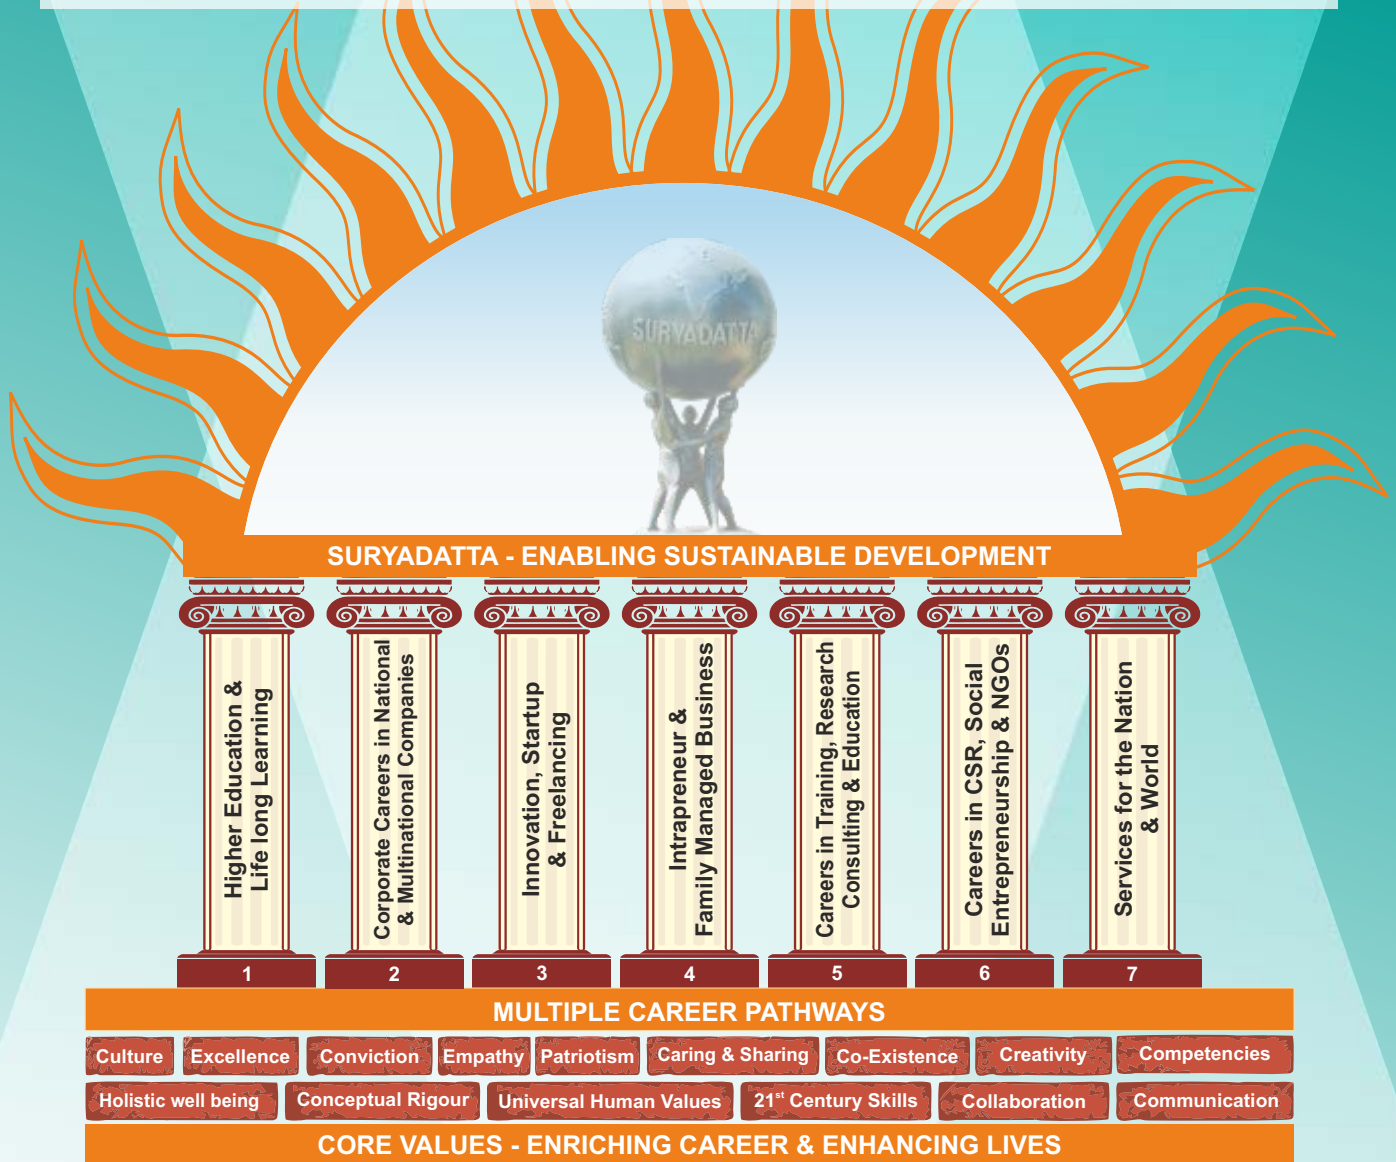 SURYADATTA
SURYADATTA - ENABLING SUSTAINABLE DEVELOPMENT
Higher Education &
Life long Learning
Corporate Careers in National
& Multinational Companies
Innovation, Startup
& Freelancing
Intrapreneur &
Family Managed Business
Careers in Training, Research
Consulting & Education
Careers in CSR, Social
Entrepreneurship & NGOs
Services for the Nation
& World
1 2 3 4 5 6 7
MULTIPLE CAREER PATHWAYS
Culture Excellence Conviction Empathy Patriotism Caring & Sharing Co-Existence Creativity Competencies
Holistic well being Conceptual Rigour Universal Human Values 21st Century Skills Collaboration Communication
CORE VALUES - ENRICHING CAREER & ENHANCING LIVES